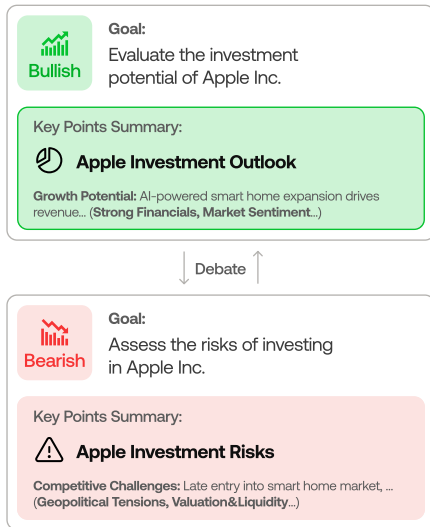 Bullish
Goal:
Evaluate the investment
potential of Apple Inc.
Key Points Summary:
Apple Investment Outlook
Growth Potential: AI-powered smart home expansion drives
revenue... (Strong Financials, Market Sentiment...)
Debate
Bearish
Goal:
Assess the risks of investing
in Apple Inc.
Key Points Summary:
Apple Investment Risks
Competitive Challenges: Late entry into smart home market, ...
(Geopolitical Tensions, Valuation&Liquidity...)